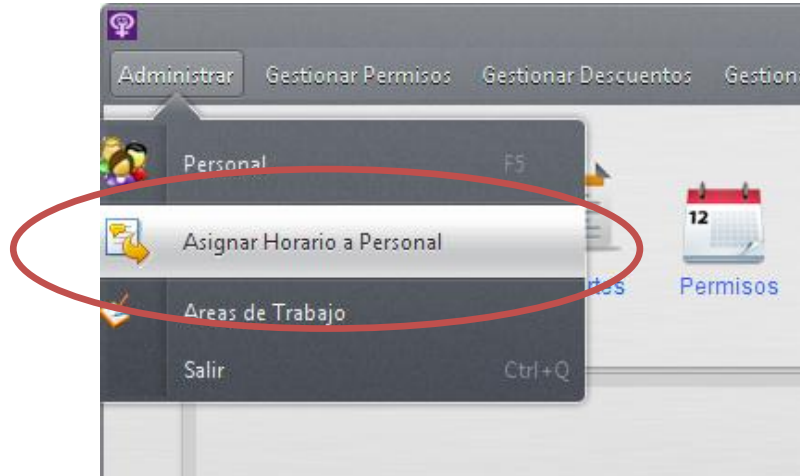 Administrar Gestionar Permisos Gestionar Descuentos
Personal F5
12
Asignar Horario a Personal
Permisos
Areas de Trabajo
Salir Ctrl+Q